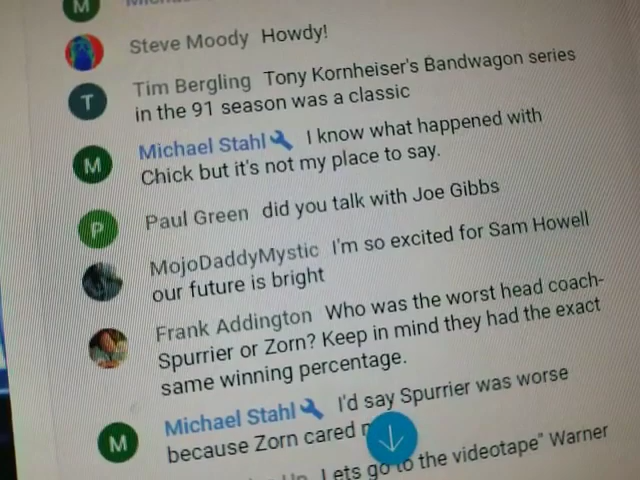 M
Steve Moody Howdy!
T Tim Bergling Tony Kornheiser's Bandwagon series
in the 91 season was a classic
M Michael Stahl I know what happened with
Chick but it's not my place to say.
P Paul Green did you talk with Joe Gibbs
MojoDaddyMystic I'm so excited for Sam Howell
our future is bright
Frank Addington Who was the worst head coach-
Spurrier or Zorn? Keep in mind they had the exact
same winning percentage.
M Michael Stahl I'd say Spurrier was worse
because Zorn cared
Lets go to the videotape" Warner